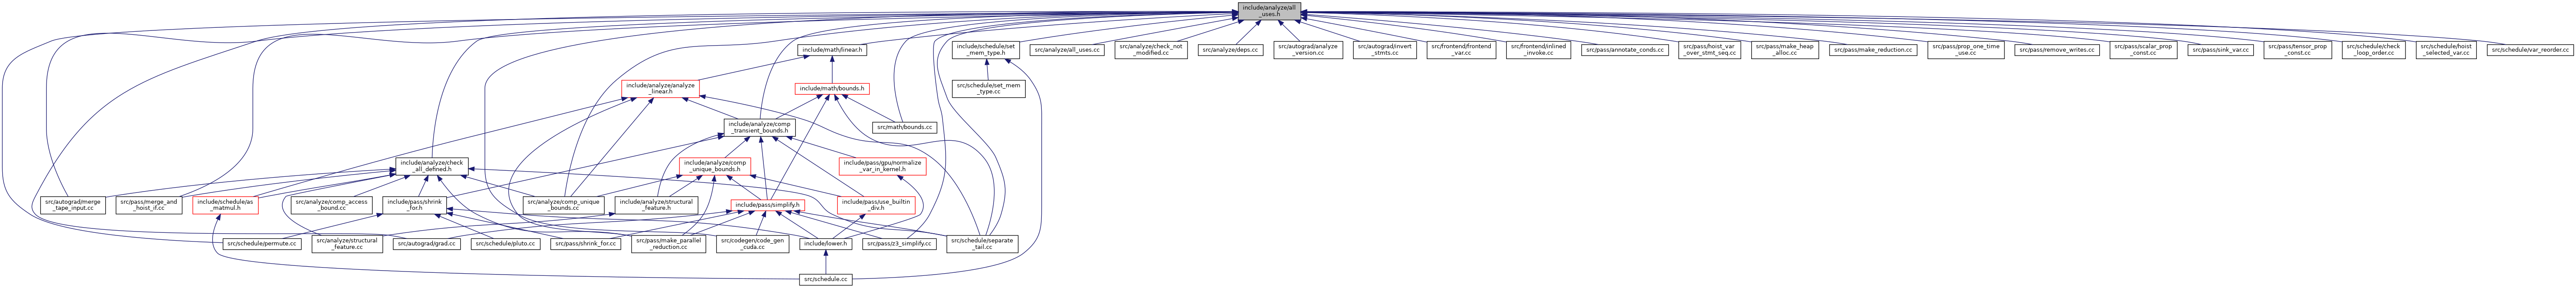 include/analyze/all
_uses.h
include/math/linear.h
include/schedule/set
_mem_type.h
src/analyze/all_uses.cc
src/analyze/check_not
_modified.cc
src/analyze/deps.cc
src/autograd/analyze
_version.cc
src/autograd/invert
_stmts.cc
src/frontend/frontend
_var.cc
src/frontend/inlined
_invoke.cc
src/pass/annotate_conds.cc
src/pass/hoist_var
_over_stmt_seq.cc
src/pass/make_heap
_alloc.cc
src/pass/make_reduction.cc
src/pass/prop_one_time
_use.cc
src/pass/remove_writes.cc
src/pass/scalar_prop
_const.cc
src/pass/sink_var.cc
src/pass/tensor_prop
_const.cc
src/schedule/check
_loop_order.cc
src/schedule/hoist
_selected_var.cc
src/schedule/var_reorder.cc
include/analyze/analyze
_linear.h
include/math/bounds.h
src/schedule/set_mem
_type.cc
include/analyze/comp
_transient_bounds.h
src/math/bounds.cc
include/analyze/check
_all_defined.h
include/analyze/comp
_unique_bounds.h
include/pass/gpu/normalize
_var_in_kernel.h
src/autograd/merge
_tape_input.cc
src/pass/merge_and
_hoist_if.cc
include/schedule/as
_matmul.h
src/analyze/comp_access
_bound.cc
include/pass/shrink
_for.h
src/analyze/comp_unique
_bounds.cc
include/analyze/structural
_feature.h
include/pass/simplify.h
include/pass/use_builtin
_div.h
src/schedule/permute.cc
src/analyze/structural
_feature.cc
src/autograd/grad.cc
src/schedule/pluto.cc
src/pass/shrink_for.cc
src/pass/make_parallel
_reduction.cc
src/codegen/code_gen
_cuda.cc
include/lower.h
src/pass/z3_simplify.cc
src/schedule/separate
_tail.cc
src/schedule.cc